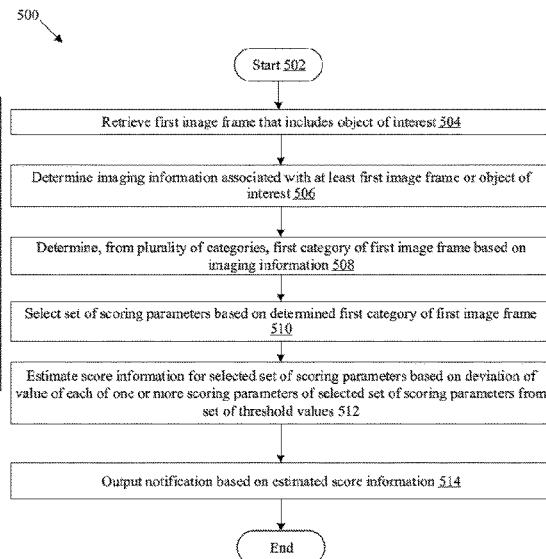 500
Start 502
Retrieve first image frame that includes object of interest 504
Determine imaging information associated with at least first image frame or object of
interest 506
Determine, from plurality of categories, first category of first image frame based on
imaging information 508
Select set of scoring parameters based on determined first category of first image frame
510
Estimate score information for selected set of scoring parameters based on deviation of
value of each of one or more scoring parameters of selected set of scoring parameters from
set of threshold values 512
Output notification based on estimated score information 514
End